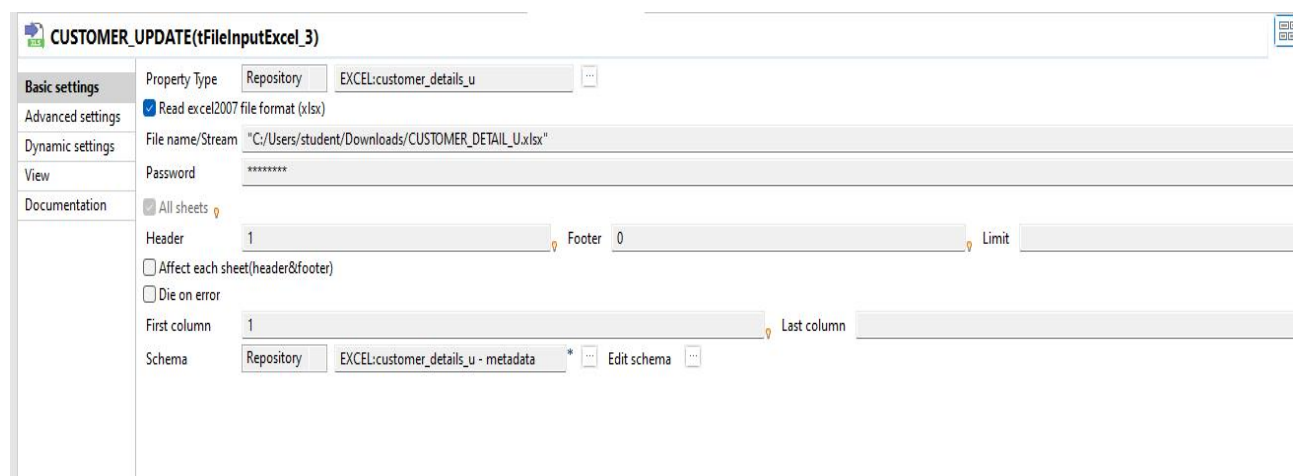 CUSTOMER_UPDATE(tFileInputExcel_3)
Basic settings
Advanced settings
Dynamic settings
View
Documentation
Property Type Repository EXCEL:customer_details_u ...
Read excel2007 file format (xlsx)
File name/Stream "C:/Users/student/Downloads/CUSTOMER_DETAIL_U.xlsx"
Password ********
All sheets
Header 1 Footer 0 Limit
Affect each sheet(header&footer)
Die on error
First column 1 Last column
Schema Repository EXCEL:customer_details_u - metadata * ... Edit schema ...